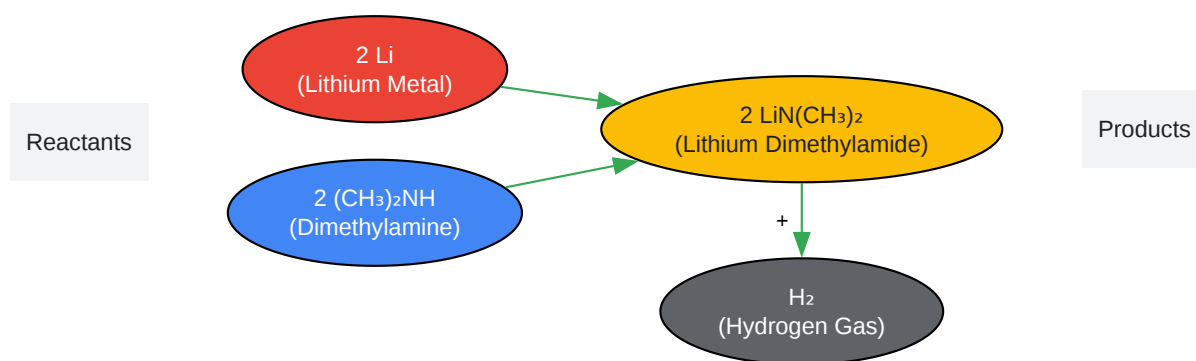 Reactants
2 Li
(Lithium Metal)
2 (CH₃)₂NH
(Dimethylamine)
2 LiN(CH₃)₂
(Lithium Dimethylamide)
+
H₂
(Hydrogen Gas)
Products